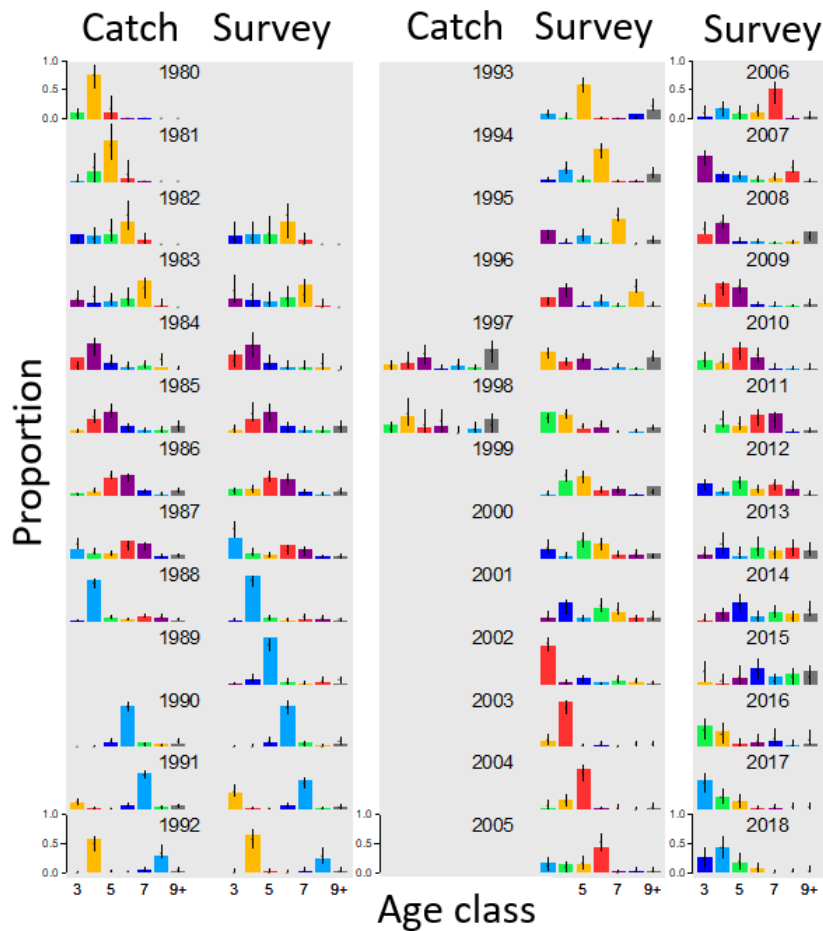 Catch Survey Catch Survey Survey
1980 1993 2006
1.0 1.0
0.5 0.5
0.0 0.0
1981 1994 2007
1982 1995 2008
1983 1996 2009
1984 1997 2010
1985 1998 2011
1986 1999 2012
1987 2000 2013
1988 2001 2014
1989 2002 2015
1990 2003 2016
1991 2004 2017
1992 2005 2018
1.0 1.0 1.0
0.5 0.5 0.5
0.0 0.0 0.0
3 5 7 9+ 3 5 7 9+ 5 7 9+ 3 5 7 9+
Proportion
Age class